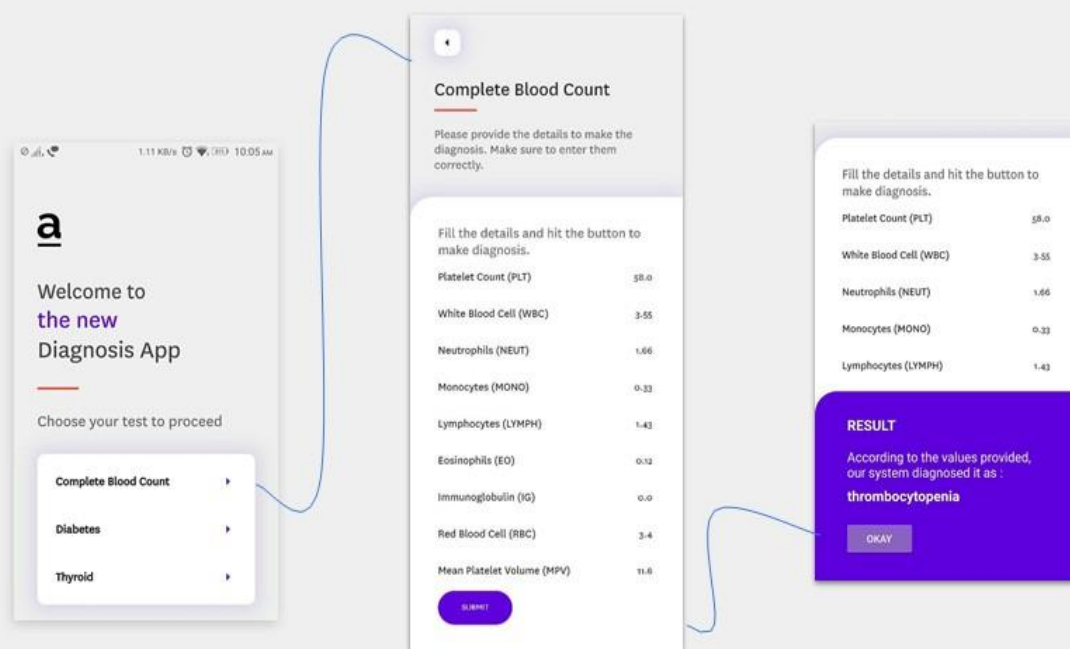 1.11 KB/s 10:05 AM
a
Welcome to
the new
Diagnosis App
Choose your test to proceed
Complete Blood Count
Diabetes
Thyroid
Complete Blood Count
Please provide the details to make the
diagnosis. Make sure to enter them
correctly.
Fill the details and hit the button to
make diagnosis.
Platelet Count (PLT) 58.0
White Blood Cell (WBC) 3.55
Neutrophils (NEUT) 1.66
Monocytes (MONO) 0.33
Lymphocytes (LYMPH) 1.43
Eosinophils (EO) 0.12
Immunoglobulin (IG) 0.0
Red Blood Cell (RBC) 3.4
Mean Platelet Volume (MPV) 11.6
SUBMIT
Fill the details and hit the button to
make diagnosis.
Platelet Count (PLT) 58.0
White Blood Cell (WBC) 3.55
Neutrophils (NEUT) 1.66
Monocytes (MONO) 0.33
Lymphocytes (LYMPH) 1.43
RESULT
According to the values provided,
our system diagnosed it as :
thrombocytopenia
OKAY